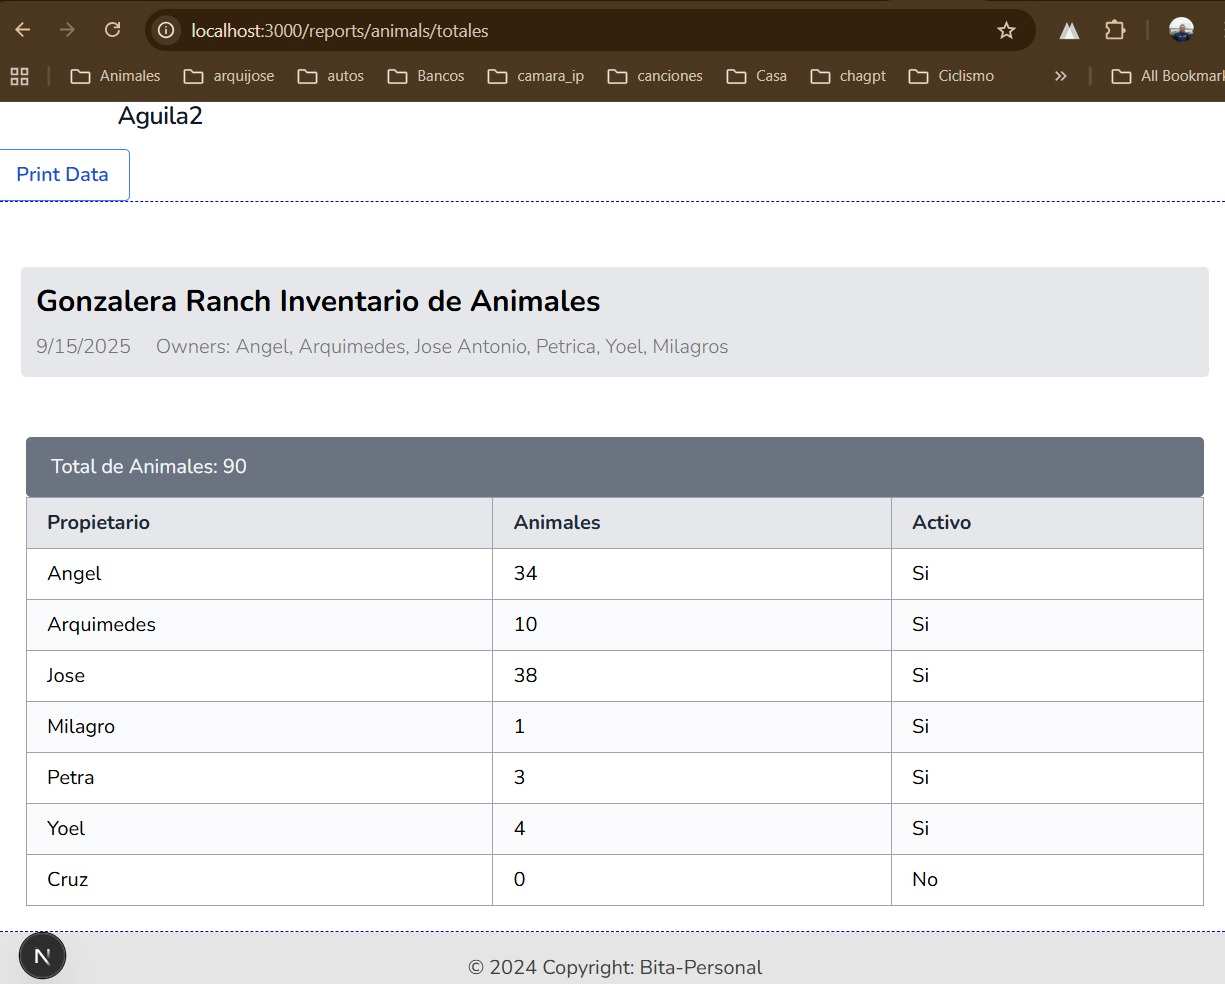 localhost:3000/reports/animals/totales
Animales arquijose autos Bancos camara_ip canciones Casa chagpt Ciclismo » All Bookmar
Aguila2
Print Data
Gonzalera Ranch Inventario de Animales
9/15/2025 Owners: Angel, Arquimedes, Jose Antonio, Petrica, Yoel, Milagros
Total de Animales: 90
Propietario Animales Activo
Angel 34 Si
Arquimedes 10 Si
Jose 38 Si
Milagro 1 Si
Petra 3 Si
Yoel 4 Si
Cruz 0 No
N
© 2024 Copyright: Bita-Personal